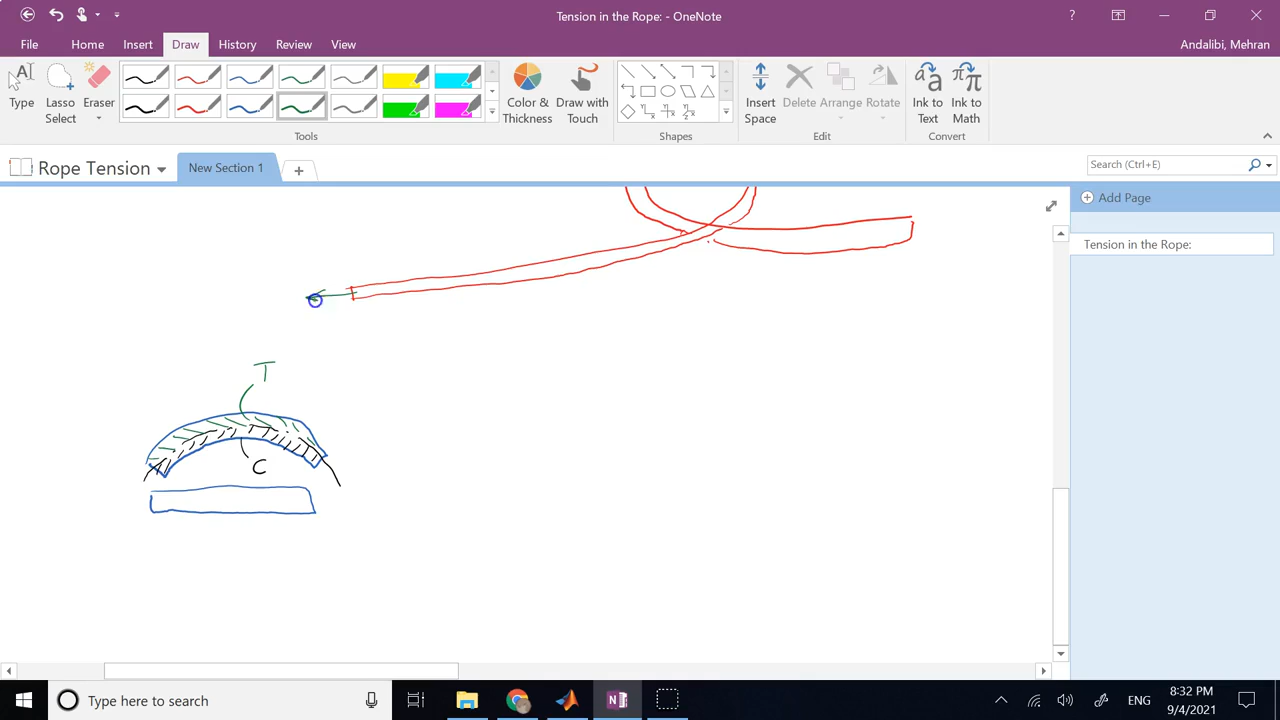 Tension in the Rope: - OneNote
?
Andalibi, Mehran
File Home Insert Draw History Review View
Type
Lasso Select
Eraser
Color & Thickness
Draw with Touch
Insert Space
Delete
Arrange
Rotate
Ink to Text
Ink to Math
Tools
Shapes
Edit
Convert
Rope Tension
New Section 1
Search (Ctrl+E)
Add Page
Tension in the Rope:
T
C
Type here to search
ENG
8:32 PM
9/4/2021